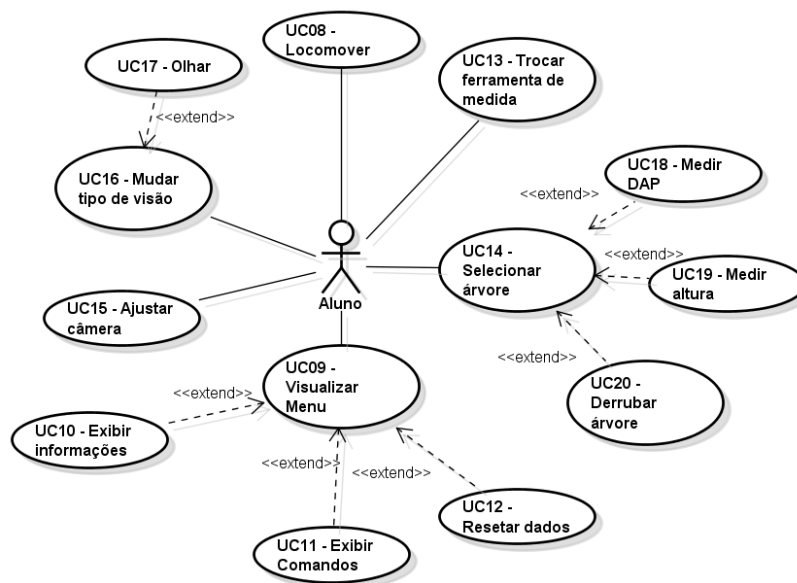 UC08 -
Locomover
UC17 - Olhar
UC13 - Trocar
ferramenta de
medida
<<extend>>
UC16 - Mudar
tipo de visão
UC18 - Medir
DAP
<<extend>>
UC14 -
Selecionar
árvore
<<extend>>
UC19 - Medir
altura
Aluno
UC15 - Ajustar
câmera
<<extend>>
UC20 -
Derrubar
árvore
UC09 -
Visualizar
Menu
<<extend>>
UC10 - Exibir
informações
<<extend>>
<<extend>>
UC12 -
Resetar dados
UC11 - Exibir
Comandos